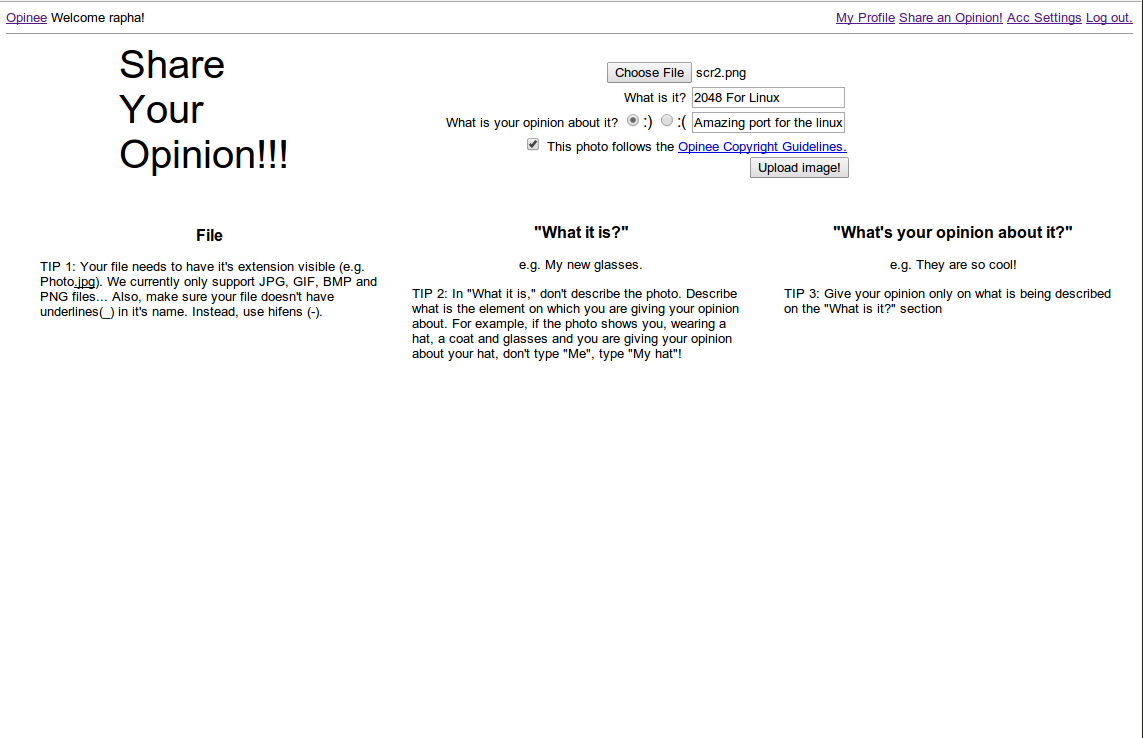 Opinee Welcome rapha! My Profile Share an Opinion! Acc Settings Log out.
Share
Your
Opinion!!!
Choose File scr2.png
What is it? 2048 For Linux
What is your opinion about it? :) :( Amazing port for the linux
This photo follows the Opinee Copyright Guidelines.
Upload image!
File
TIP 1: Your file needs to have it's extension visible (e.g.
Photo.jpg). We currently only support JPG, GIF, BMP and
PNG files... Also, make sure your file doesn't have
underlines(_) in it's name. Instead, use hifens (-).
"What it is?"
e.g. My new glasses.
TIP 2: In "What it is," don't describe the photo. Describe
what is the element on which you are giving your opinion
about. For example, if the photo shows you, wearing a
hat, a coat and glasses and you are giving your opinion
about your hat, don't type "Me", type "My hat"!
"What's your opinion about it?"
e.g. They are so cool!
TIP 3: Give your opinion only on what is being described
on the "What is it?" section